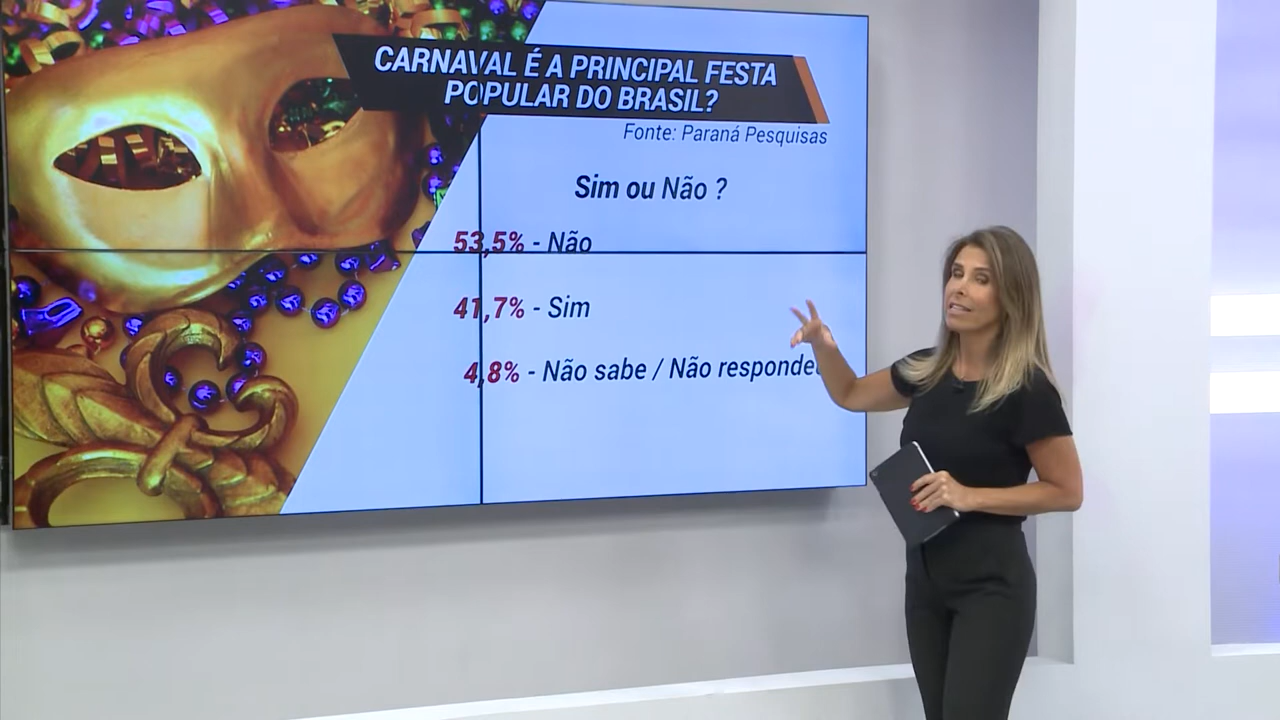 CARNAVAL É A PRINCIPAL FESTA
POPULAR DO BRASIL?
Fonte: Paraná Pesquisas
Sim ou Não ?
53,5% - Não
41,7% - Sim
4,8% - Não sabe / Não respondeu